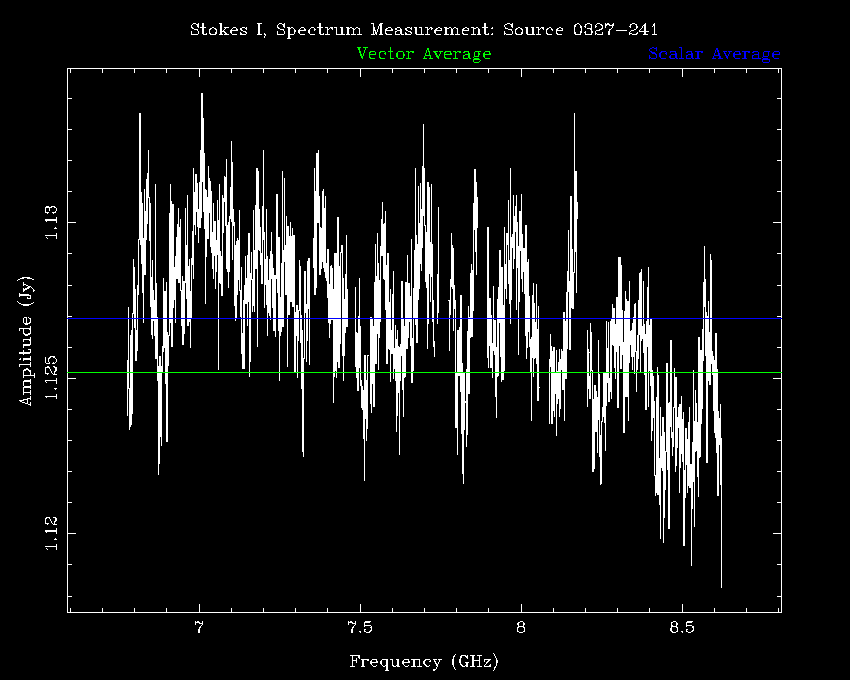 Stokes I, Spectrum Measurement: Source 0327−241
Vector Average
Scalar Average
1.13
1.125
1.12
Amplitude (Jy)
7
7.5
8
8.5
Frequency (GHz)